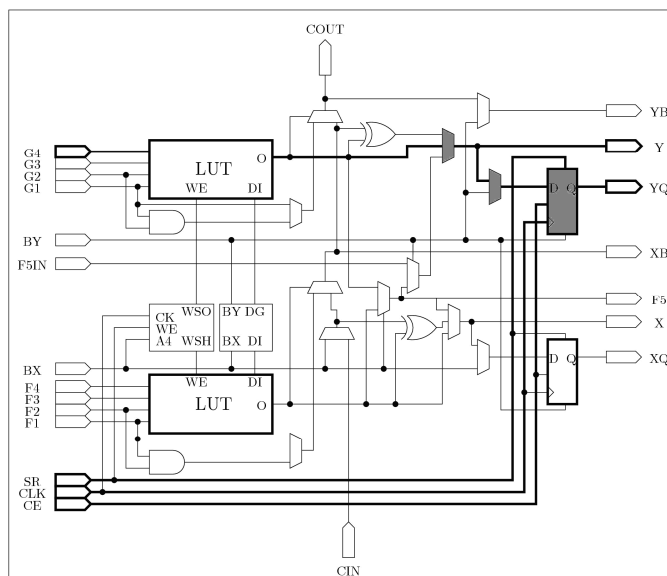 COUT
YB
G4
G3
G2
G1
LUT
O
WE
DI
Y
D
Q
YQ
BY
F5IN
XB
F5
X
CK
WSO
WE
A4
WSH
BY
DG
BX
DI
D
Q
XQ
BX
F4
F3
F2
F1
WE
DI
LUT
O
SR
CLK
CE
CIN